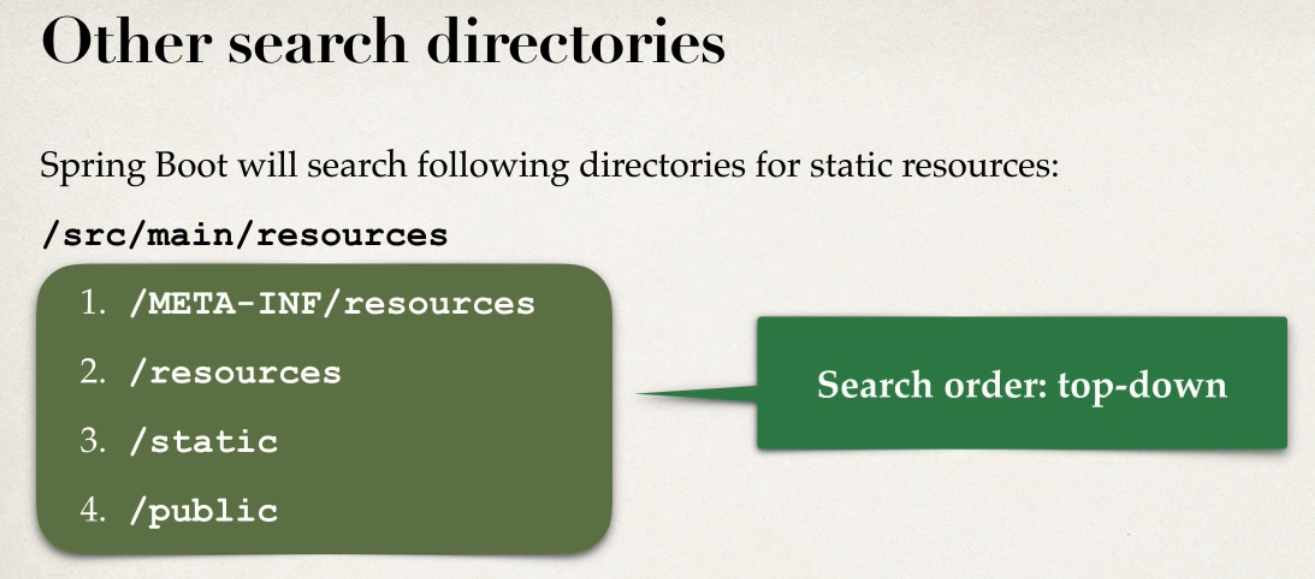 Other search directories
Spring Boot will search following directories for static resources:
/src/main/resources
1. /META-INF/resources
2. /resources
3. /static
4. /public
Search order: top-down